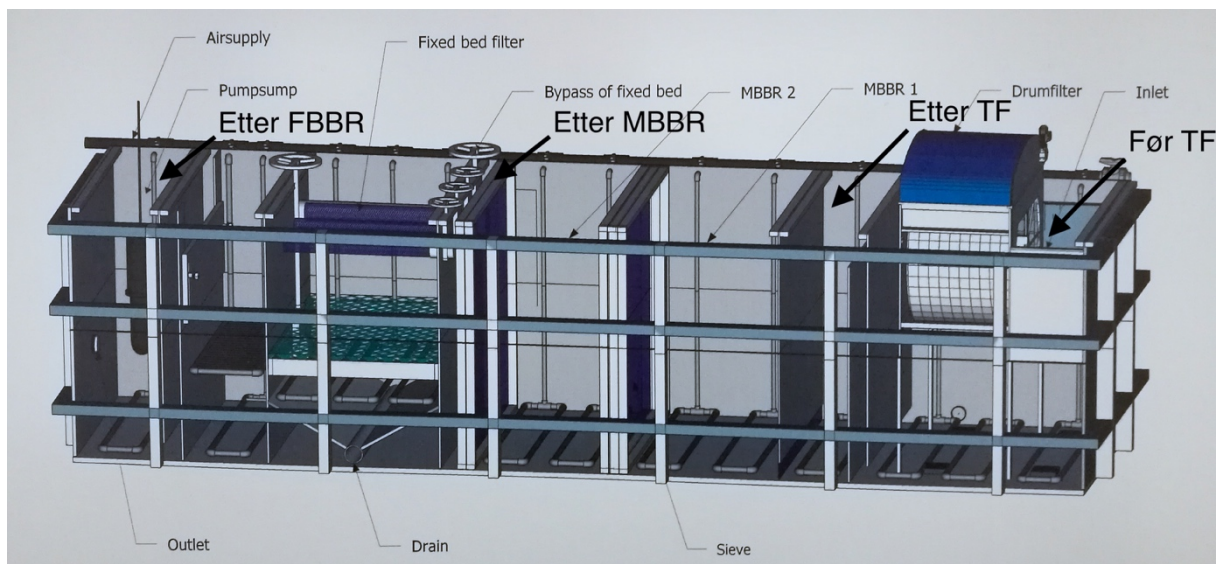 Airsupply
Fixed bed filter
Pumpsump
Bypass of fixed bed
MBBR 2
MBBR 1
Drumfilter
Inlet
Etter FBBR
Etter MBBR
Etter TF
Før TF
Outlet
Drain
Sieve